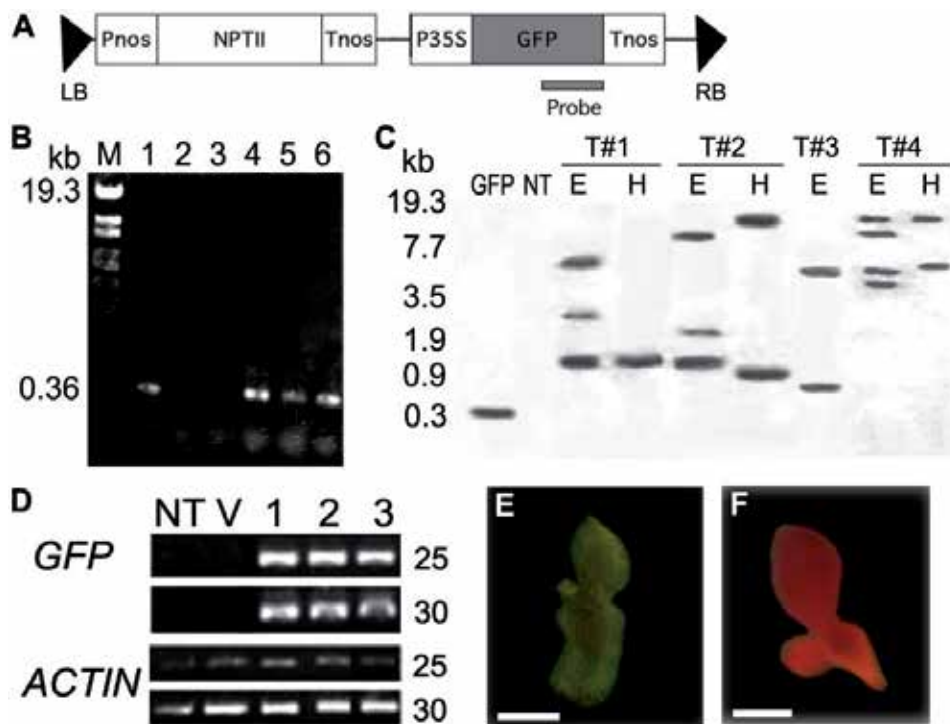 A
Pnos NPTII Tnos P35S GFP Tnos
LB Probe RB
B
kb M 1 2 3 4 5 6
19.3
0.36
C
kb T#1 T#2 T#3 T#4
GFP NT E H E H E E H
19.3
7.7
3.5
1.9
0.9
0.3
D
NT V 1 2 3
GFP 25
30
ACTIN 25
30
E
F